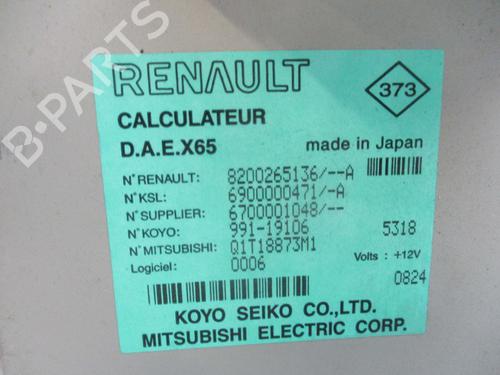 B-PARTS
RENAULT
373
CALCULATEUR
D.A.E.X65
made in Japan
N°RENAULT: 8200265136/--A
N°KSL: 6900000471/-A
N°SUPPLIER: 6700001048/--
N°KOYO: 991-19106 5318
N°MITSUBISHI: Q1T18873M1 Volts : +12V
Logiciel: 0006 0824
KOYO SEIKO CO.,LTD.
MITSUBISHI ELECTRIC CORP.